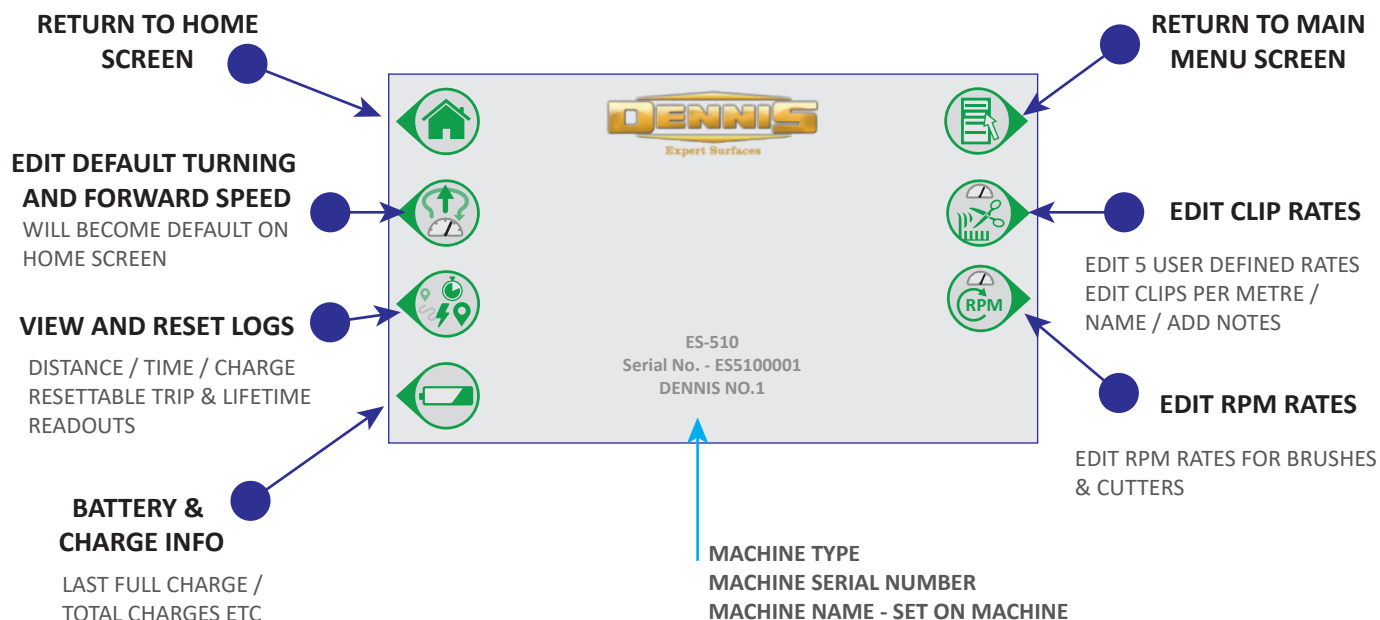 RETURN TO HOME
SCREEN
EDIT DEFAULT TURNING
AND FORWARD SPEED
WILL BECOME DEFAULT ON
HOME SCREEN
VIEW AND RESET LOGS
DISTANCE / TIME / CHARGE
RESETTABLE TRIP & LIFETIME
READOUTS
BATTERY &
CHARGE INFO
LAST FULL CHARGE /
TOTAL CHARGES ETC
DENNIS
Expert Surfaces
ES-510
Serial No. - ES5100001
DENNIS NO.1
MACHINE TYPE
MACHINE SERIAL NUMBER
MACHINE NAME - SET ON MACHINE
RETURN TO MAIN
MENU SCREEN
EDIT CLIP RATES
EDIT 5 USER DEFINED RATES
EDIT CLIPS PER METRE /
NAME / ADD NOTES
RPM
EDIT RPM RATES
EDIT RPM RATES FOR BRUSHES
& CUTTERS